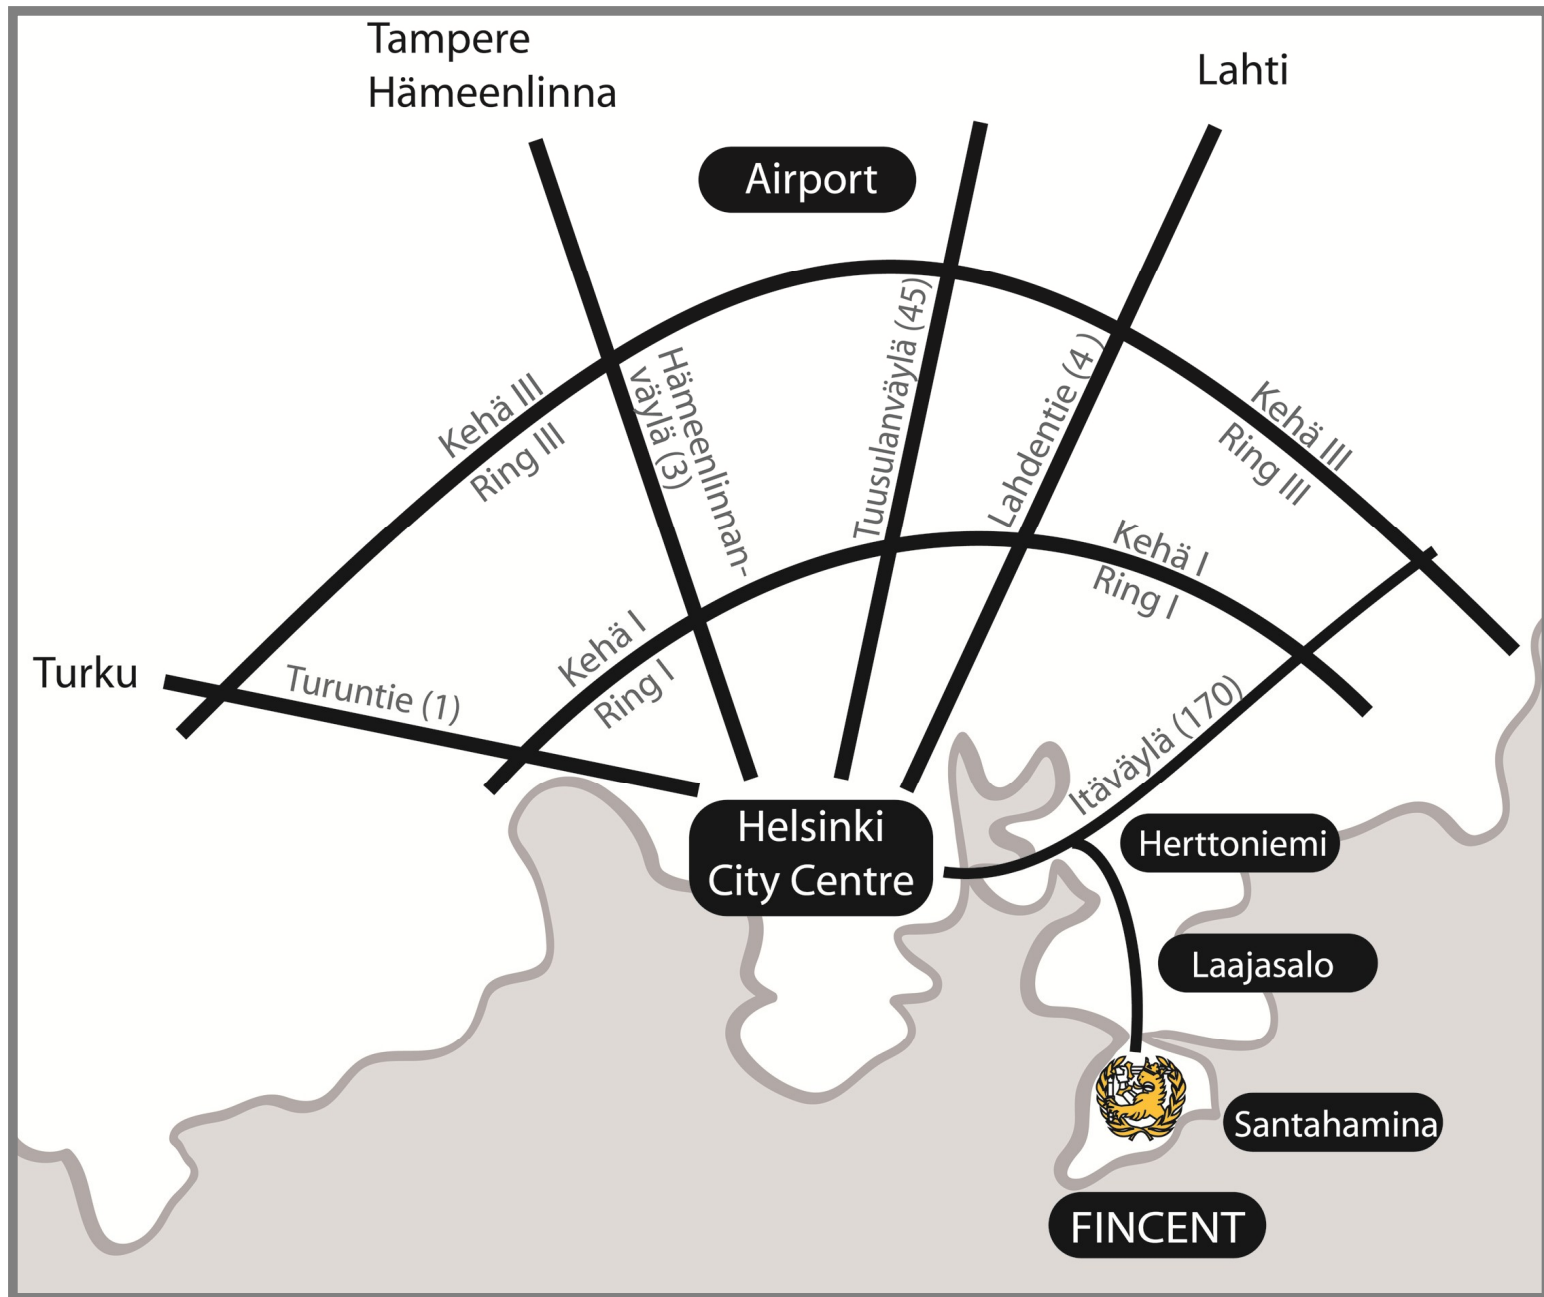 Tampere
Hämeenlinna
Lahti
Airport
Kehä III
Ring III
Hämeenlinnan-
väylä (3)
Tuusulanväylä (45)
Lahdentie (4 )
Kehä III
Ring III
Kehä I
Ring I
Kehä I
Ring I
Turku
Turuntie (1)
Itäväylä (170)
Helsinki
City Centre
Herttoniemi
Laajasalo
Santahamina
FINCENT